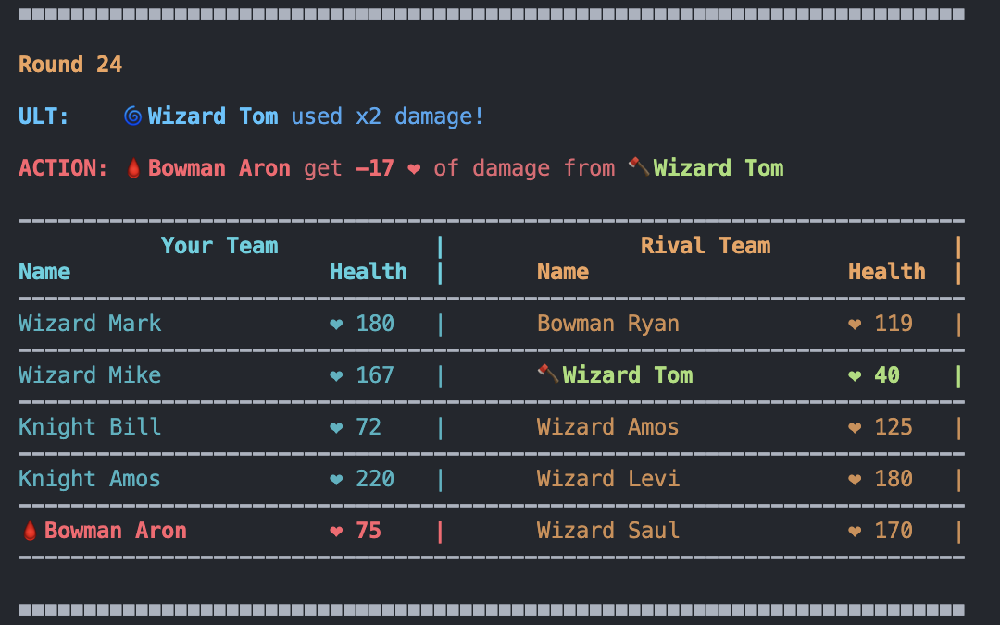 Round 24
ULT: 🌀Wizard Tom used x2 damage!
ACTION: 🩸Bowman Aron get -17 ❤ of damage from 🪓Wizard Tom
Your Team | Rival Team |
Name Health | Name Health |
Wizard Mark ❤ 180 | Bowman Ryan ❤ 119 |
Wizard Mike ❤ 167 | 🪓Wizard Tom ❤ 40 |
Knight Bill ❤ 72 | Wizard Amos ❤ 125 |
Knight Amos ❤ 220 | Wizard Levi ❤ 180 |
🩸Bowman Aron ❤ 75 | Wizard Saul ❤ 170 |